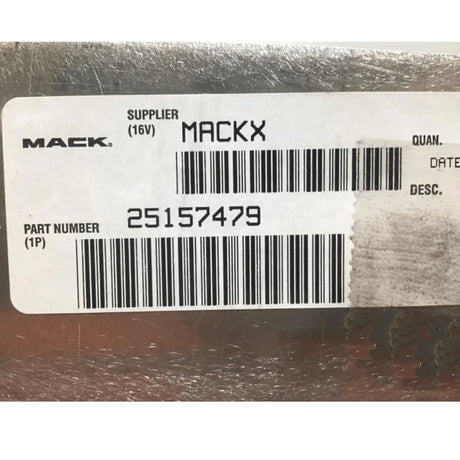 MACK®
SUPPLIER
(16V)
MACKX
QUAN.
DATE
DESC.
PART NUMBER
(1P)
25157479